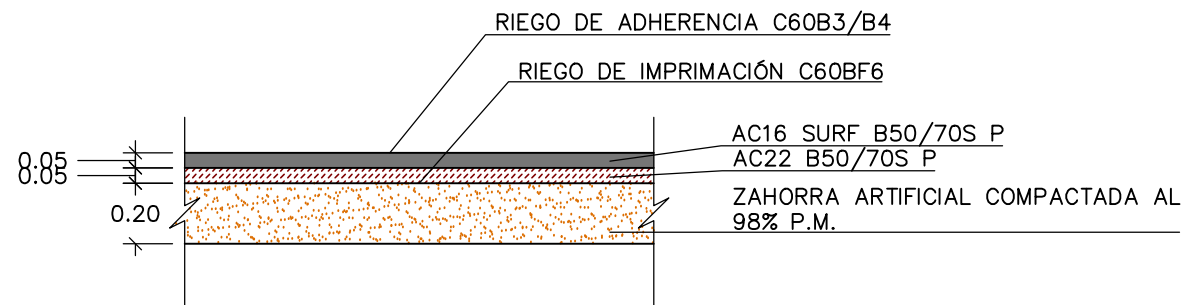 RIEGO DE ADHERENCIA C60B3/B4
RIEGO DE IMPRIMACIÓN C60BF6
AC16 SURF B50/70S P
0.05
AC22 B50/70S P
0.05
ZAHORRA ARTIFICIAL COMPACTADA AL
98% P.M.
0.20